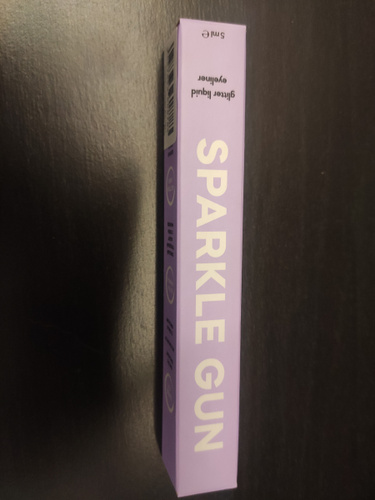 SPARKLE GUN
glitter liquid
eyeliner
5 ml ℮